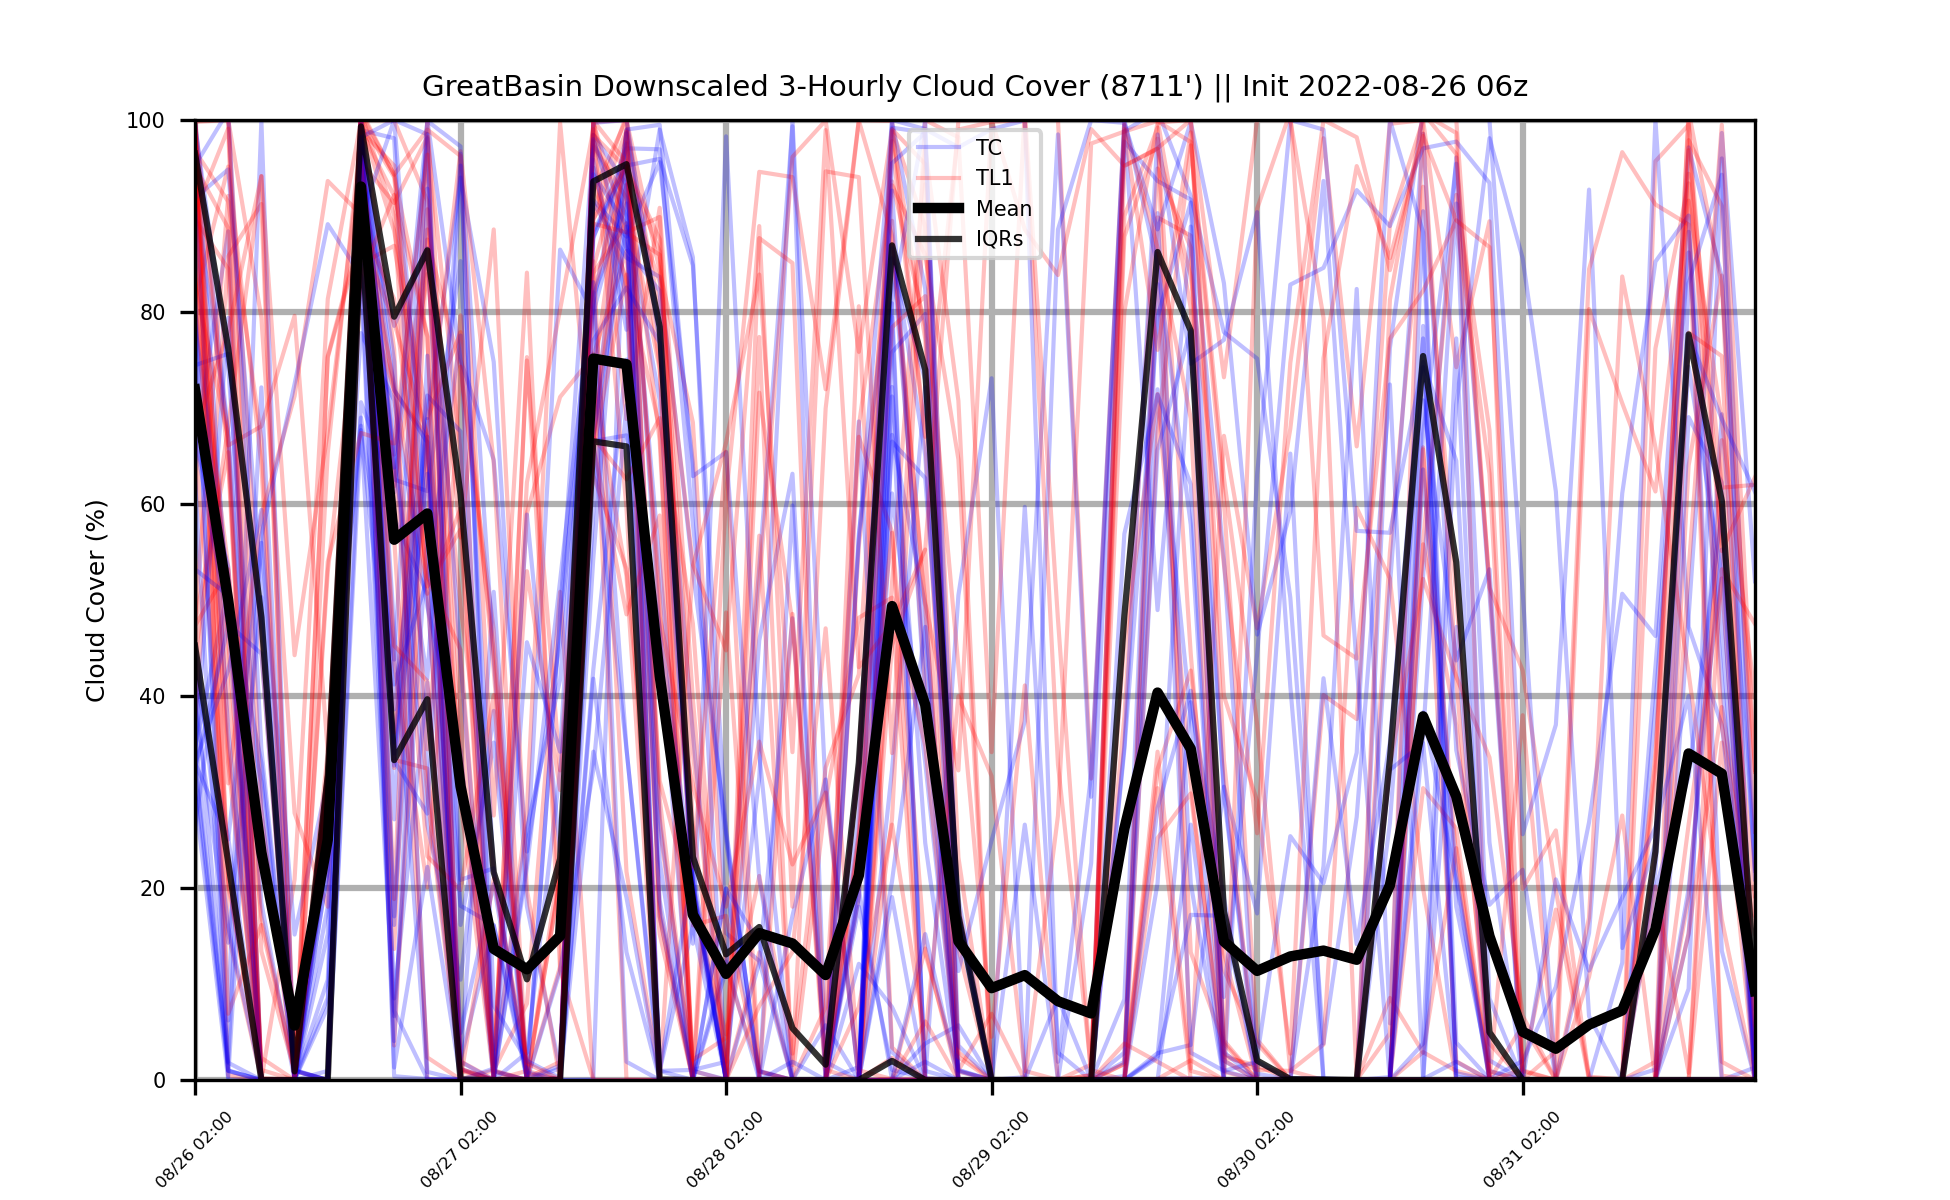 GreatBasin Downscaled 3-Hourly Cloud Cover (8711') || Init 2022-08-26 06z
Cloud Cover (%)
100
80
60
40
20
0
TC
TL1
Mean
IQRs
08/26 02:00
08/27 02:00
08/28 02:00
08/29 02:00
08/30 02:00
08/31 02:00